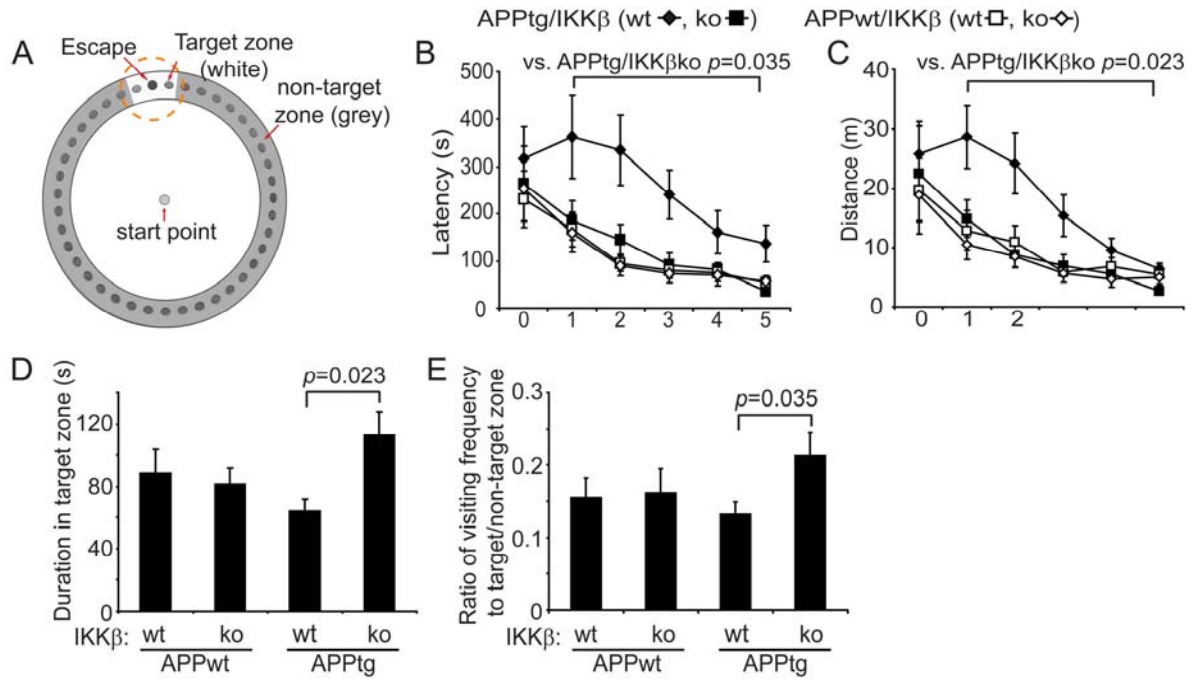 APPtg/IKKβ (wt ◆, ko ■) APPwt/IKKβ (wt □, ko ◇)
A
Escape
Target zone
(white)
non-target
zone (grey)
start point
B
vs. APPtg/IKKβko p=0.035
Latency (s)
500
400
300
200
100
0
0 1 2 3 4 5
C
vs. APPtg/IKKβko p=0.023
Distance (m)
40
30
20
10
0
0 1 2
D
Duration in target zone (s)
120
80
40
0
p=0.023
IKKβ: wt ko wt ko
APPwt APPtg
E
Ratio of visiting frequency
to target/non-target zone
0.3
0.2
0.1
0
p=0.035
IKKβ: wt ko wt ko
APPwt APPtg